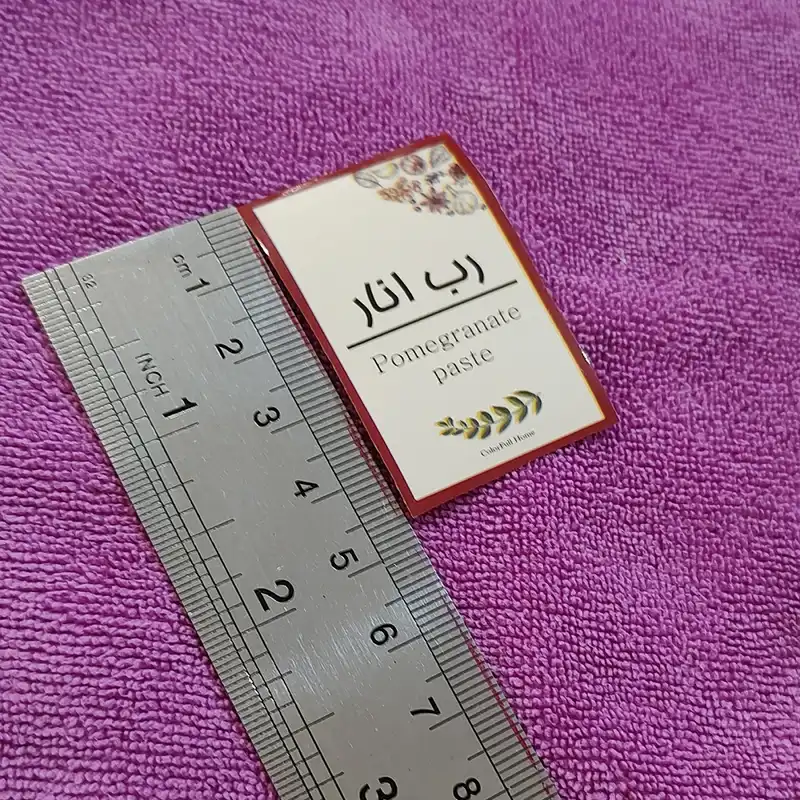 رب انار
Pomegranate
paste
ColorFull Home
cm 1 2 3 4 5 6 7 8
32
INCH 1 2 3